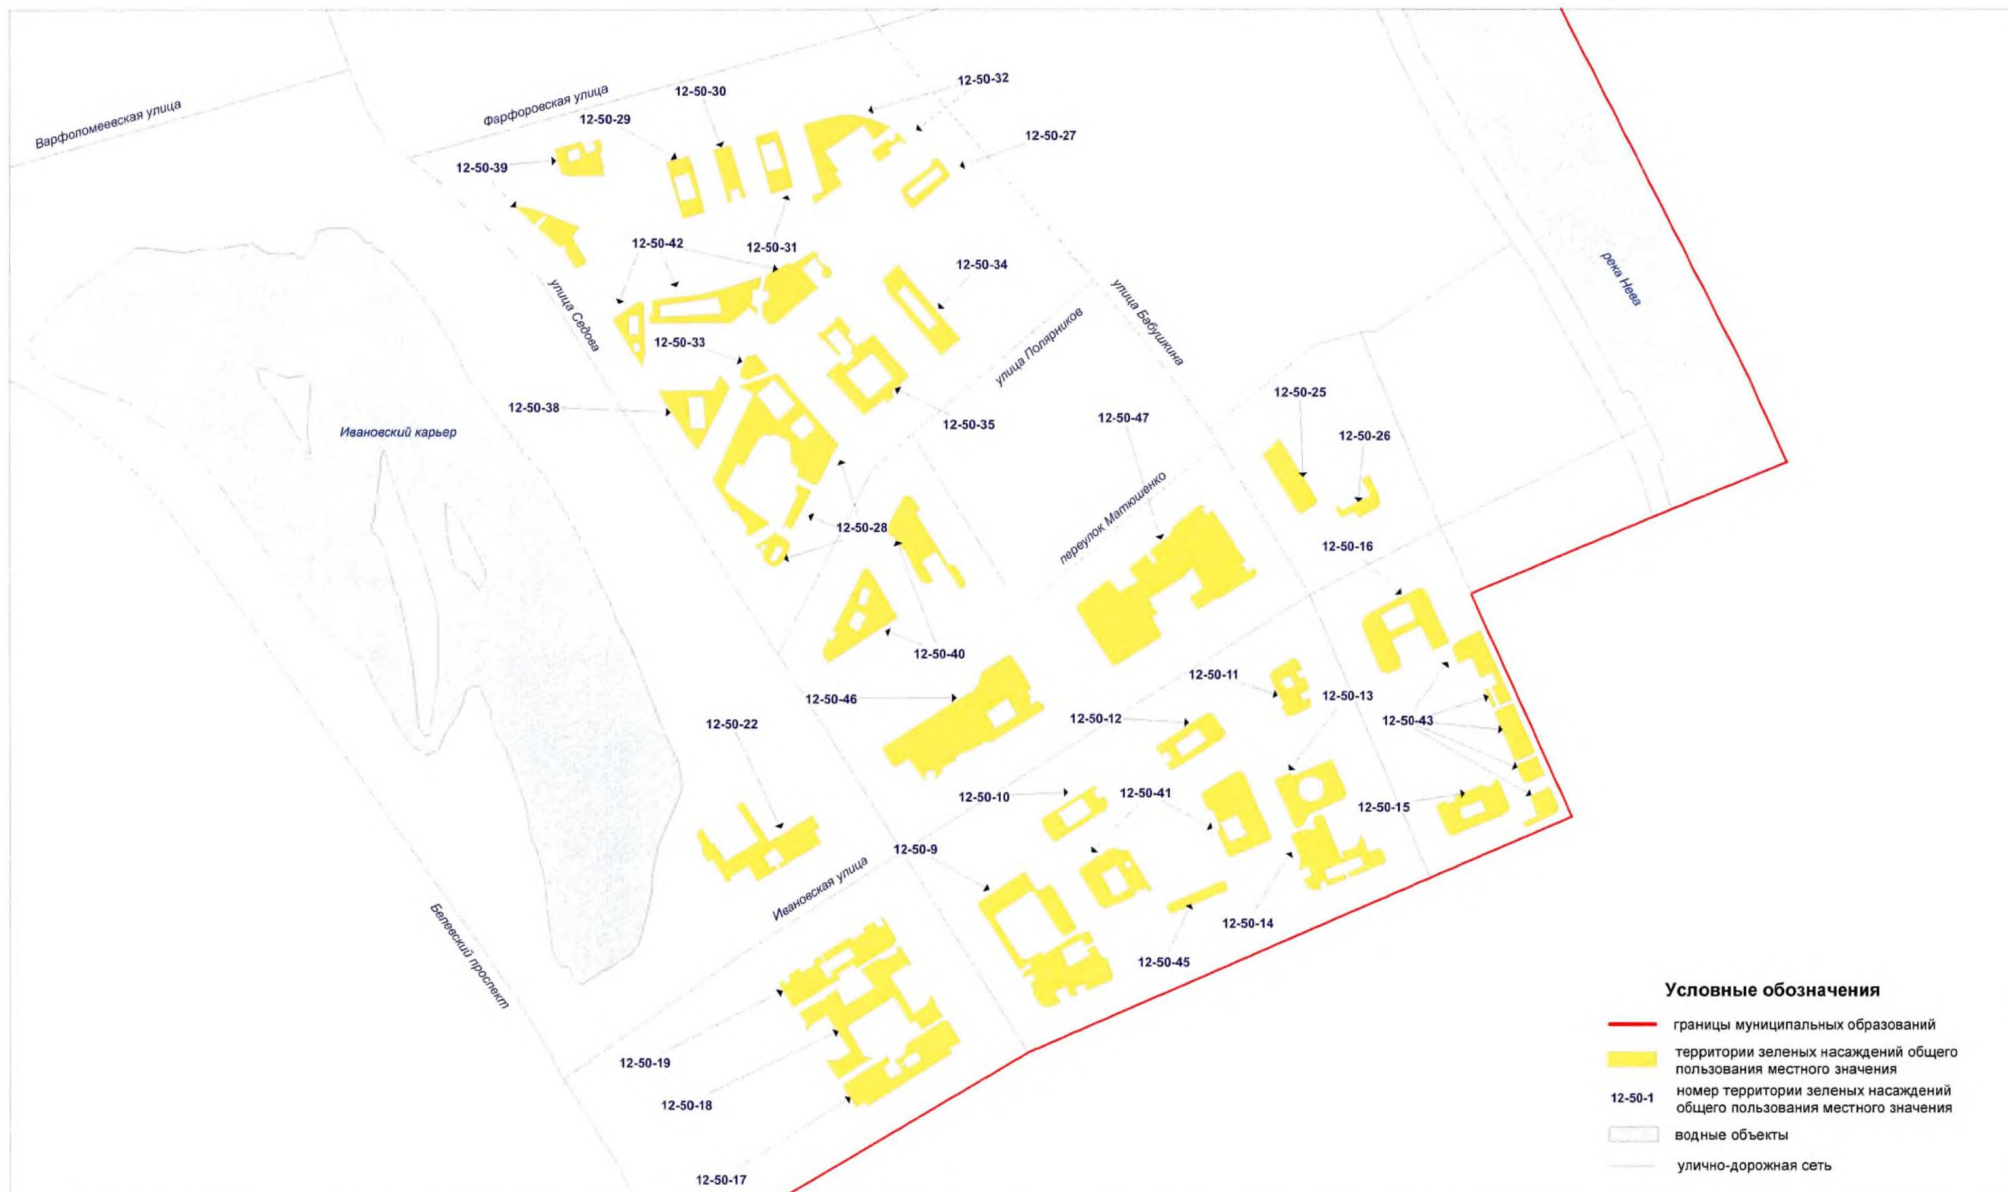 Варфоломеевская улица
Фарфоровская улица
12-50-30
12-50-32
12-50-29
12-50-27
12-50-39
12-50-42
12-50-31
12-50-34
река Нева
улица Седова
улица Бабушкина
улица Полярников
12-50-33
12-50-38
12-50-35
12-50-47
12-50-25
12-50-26
Ивановский карьер
переулок Матюшенко
12-50-28
12-50-16
12-50-40
12-50-11
12-50-13
12-50-46
12-50-12
12-50-43
12-50-22
12-50-10
12-50-41
12-50-15
12-50-9
Ивановская улица
Белевский проспект
12-50-14
12-50-45
12-50-19
12-50-18
12-50-17
Условные обозначения
границы муниципальных образований
территории зеленых насаждений общего
пользования местного значения
12-50-1 номер территории зеленых насаждений
общего пользования местного значения
водные объекты
улично-дорожная сеть